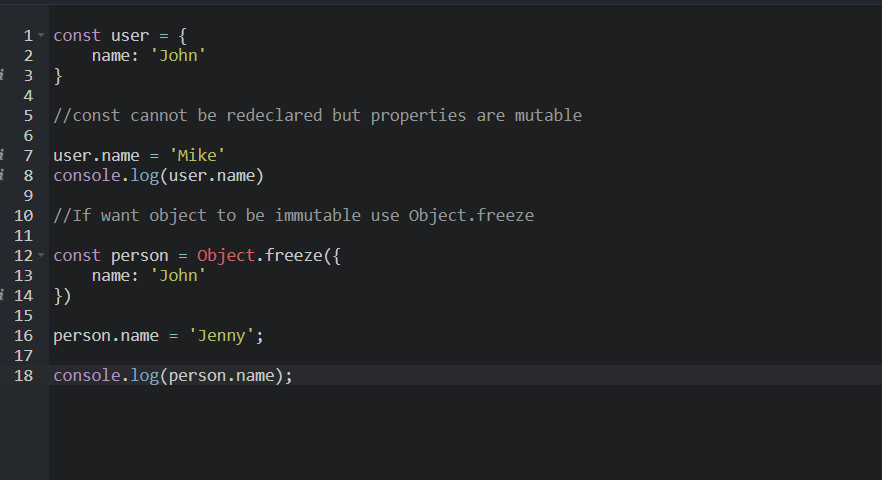 1 const user = {
2     name: 'John'
i 3 }
4
5 //const cannot be redeclared but properties are mutable
6
i 7 user.name = 'Mike'
i 8 console.log(user.name)
9
10 //If want object to be immutable use Object.freeze
11
12 const person = Object.freeze({
13     name: 'John'
i 14 })
15
16 person.name = 'Jenny';
17
18 console.log(person.name);